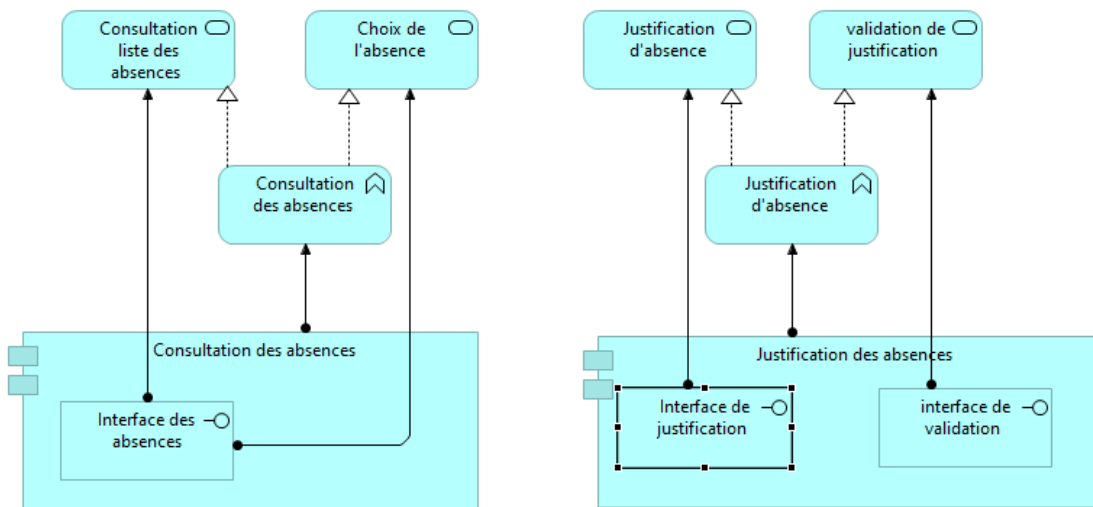 Consultation
liste des
absences
Choix de
l'absence
Justification
d'absence
validation de
justification
Consultation
des absences
Justification
d'absence
Consultation des absences
Justification des absences
Interface des
absences
Interface de
justification
interface de
validation